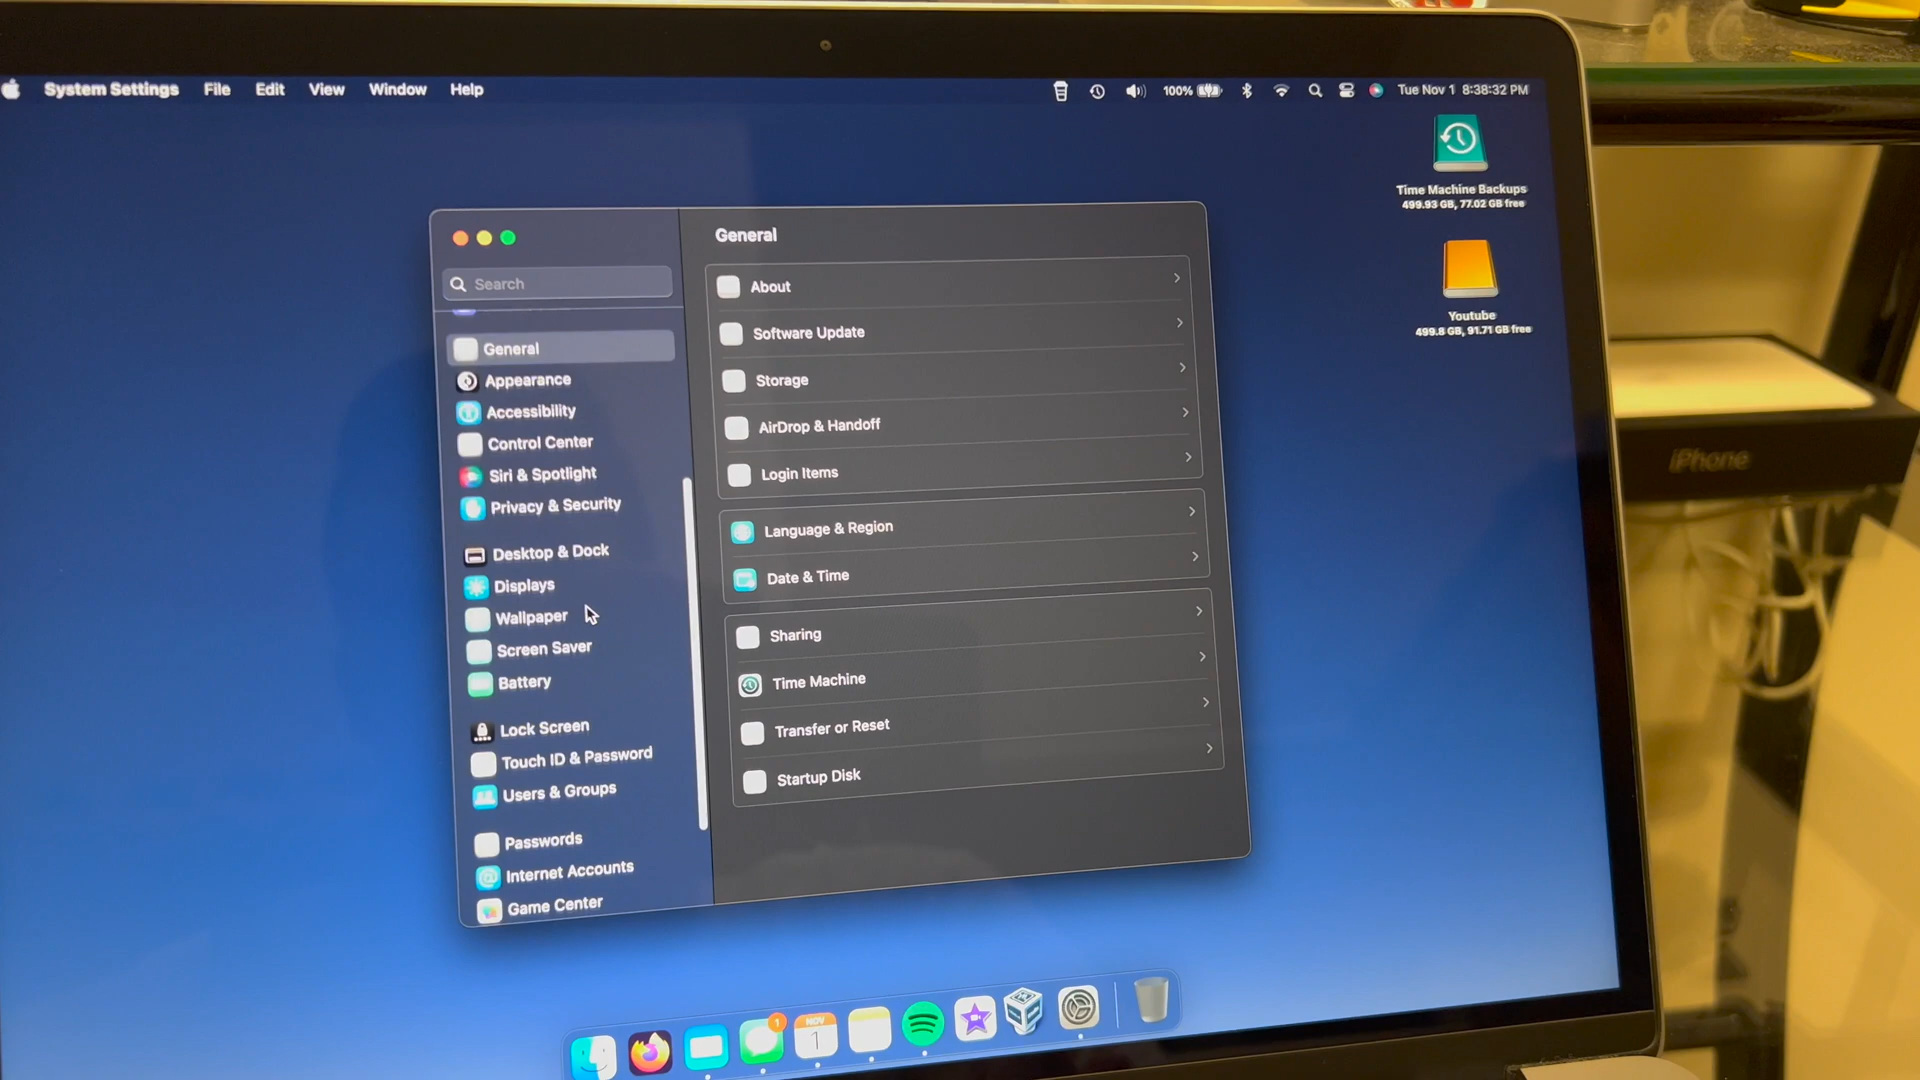 System Settings File Edit View Window Help
100% Tue Nov 1 8:38:32 PM
Time Machine Backups
499.93 GB, 77.02 GB free
Youtube
499.8 GB, 91.71 GB free
Search
General
Appearance
Accessibility
Control Center
Siri & Spotlight
Privacy & Security
Desktop & Dock
Displays
Wallpaper
Screen Saver
Battery
Lock Screen
Touch ID & Password
Users & Groups
Passwords
Internet Accounts
Game Center
General
About
Software Update
Storage
AirDrop & Handoff
Login Items
Language & Region
Date & Time
Sharing
Time Machine
Transfer or Reset
Startup Disk
iPhone
1
NOV
1